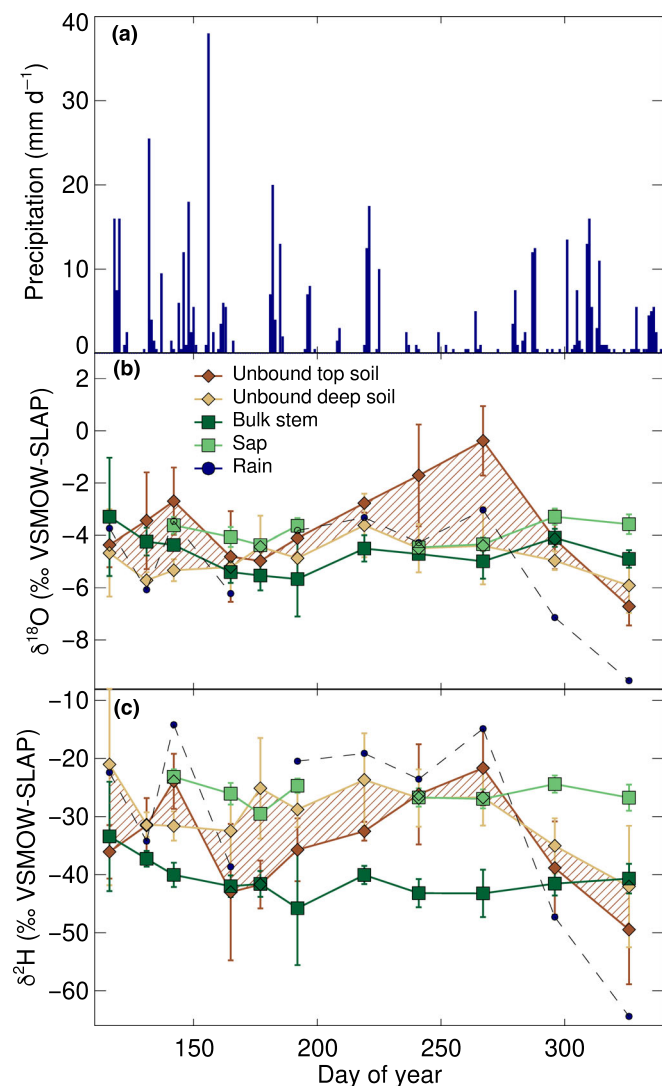 (a)
40
30
20
10
0
Precipitation (mm d⁻¹)
(b)
Unbound top soil
Unbound deep soil
Bulk stem
Sap
Rain
2
0
−2
−4
−6
−8
δ¹⁸O (‰ VSMOW-SLAP)
(c)
−10
−20
−30
−40
−50
−60
δ²H (‰ VSMOW-SLAP)
150 200 250 300
Day of year